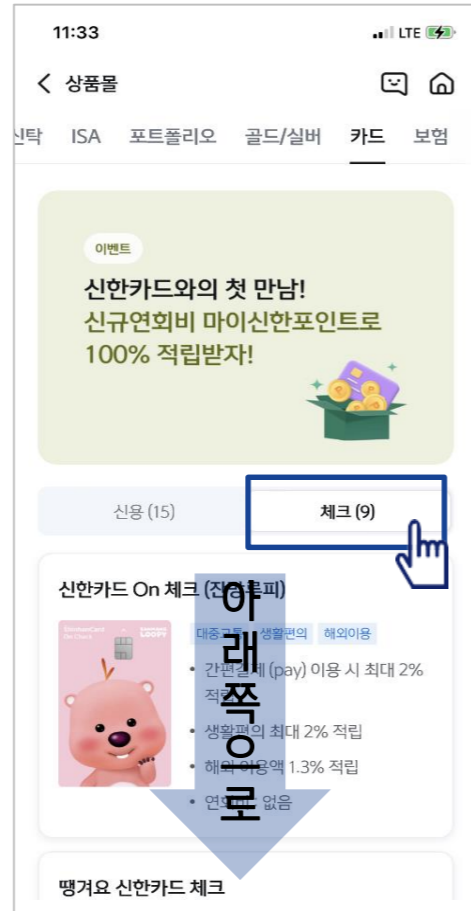 11:33 LTE
상품몰
신탁 ISA 포트폴리오 골드/실버 카드 보험
이벤트
신한카드와의 첫 만남!
신규연회비 마이신한포인트로
100% 적립받자!
신용 (15) 체크 (9)
신한카드 On 체크 (잔망루피)
대중교통 생활편의 해외이용
• 간편결제 (pay) 이용 시 최대 2%
적립
• 생활편의 최대 2% 적립
• 해외 이용액 1.3% 적립
• 연회비 없음
아래쪽으로
땡겨요 신한카드 체크